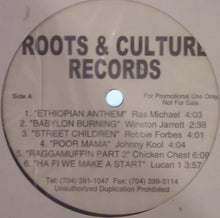 ROOTS & CULTURE
RECORDS
Side A
For Promotional Use Only
Not For Sale.
1. "ETHIOPIAN ANTHEM" Ras Michael 4:03
2. "BABYLON BURNING" Winston Jarrett 2:38
3. "STREET CHILDREN" Robbie Forbes 4:40
4. "POOR MAMA" Johnny Kool 4:04
5. "RAGGAMUFFIN PART 2" Chicken Chest 6:09
6. "HA FI WE MAKE A START" Lucan 1 3:57
Tel: (704) 391-1047 Fax: (704) 399-5114
Unauthorized Duplication Prohibited